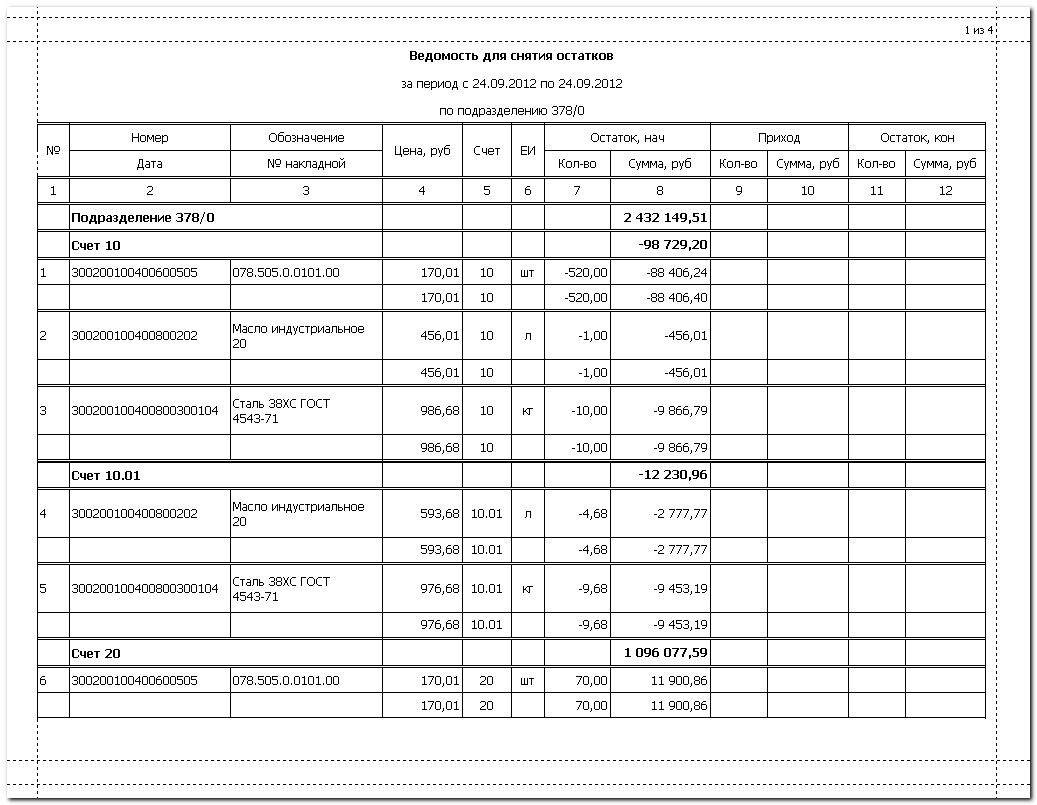 1 из 4
Ведомость для снятия остатков
за период с 24.09.2012 по 24.09.2012
по подразделению 378/0
№ Номер Обозначение Цена, руб Счет ЕИ Остаток, нач Приход Остаток, кон
Дата № накладной Кол-во Сумма, руб Кол-во Сумма, руб Кол-во Сумма, руб
1 2 3 4 5 6 7 8 9 10 11 12
Подразделение 378/0 2 432 149,51
Счет 10 -98 729,20
1 300200100400600505 078.505.0.0101.00 170,01 10 шт -520,00 -88 406,24
170,01 10 -520,00 -88 406,40
2 300200100400800202 Масло индустриальное 456,01 10 л -1,00 -456,01
20
456,01 10 -1,00 -456,01
3 300200100400800300104 Сталь 38ХС ГОСТ 986,68 10 кг -10,00 -9 866,79
4543-71
986,68 10 -10,00 -9 866,79
Счет 10.01 -12 230,96
4 300200100400800202 Масло индустриальное 593,68 10.01 л -4,68 -2 777,77
20
593,68 10.01 -4,68 -2 777,77
5 300200100400800300104 Сталь 38ХС ГОСТ 976,68 10.01 кг -9,68 -9 453,19
4543-71
976,68 10.01 -9,68 -9 453,19
Счет 20 1 096 077,59
6 300200100400600505 078.505.0.0101.00 170,01 20 шт 70,00 11 900,86
170,01 20 70,00 11 900,86